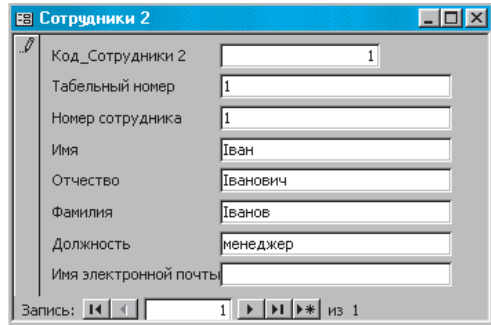 Сотрудники 2
Код_Сотрудники 2 1
Табельный номер 1
Номер сотрудника 1
Имя Іван
Отчество Іванович
Фамилия Іванов
Должность менеджер
Имя электронной почты
Запись: 1 из 1